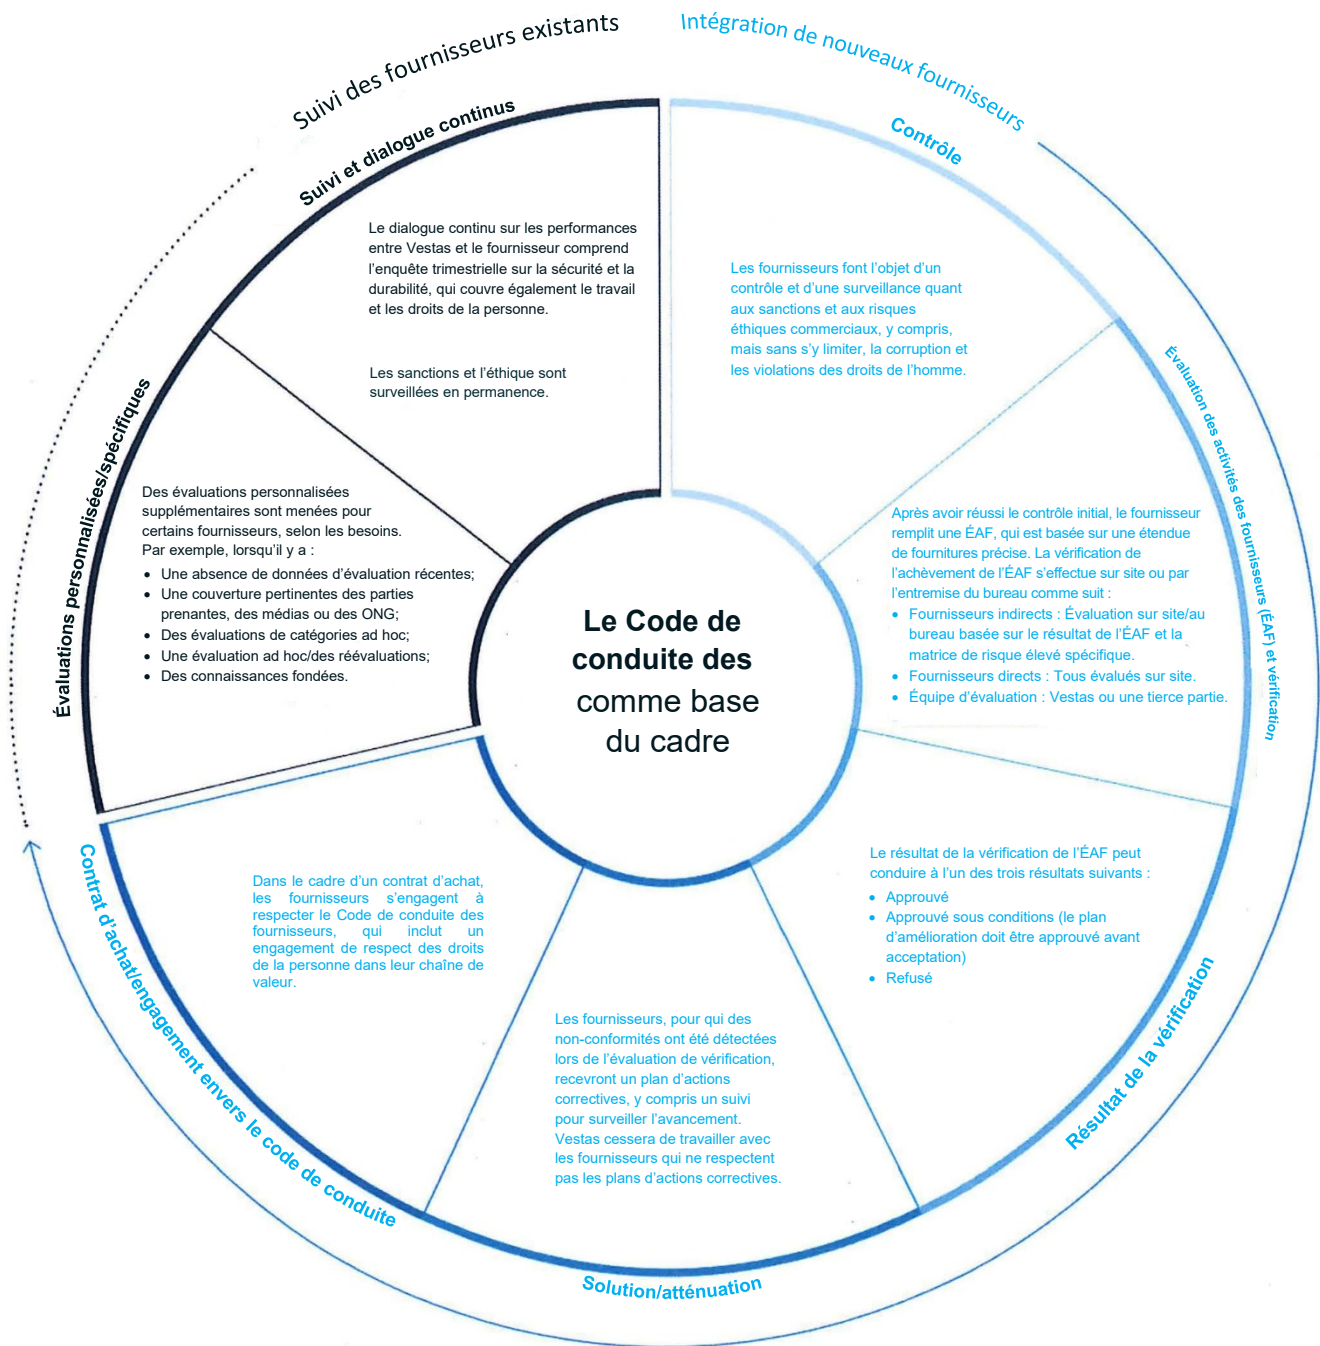 Suivi des fournisseurs existants
Intégration de nouveaux fournisseurs
Suivi et dialogue continus
Le dialogue continu sur les performances
entre Vestas et le fournisseur comprend
l'enquête trimestrielle sur la sécurité et la
durabilité, qui couvre également le travail
et les droits de la personne.
Les sanctions et l'éthique sont
surveillées en permanence.
Contrôle
Les fournisseurs font l'objet d'un
contrôle et d'une surveillance quant
aux sanctions et aux risques
éthiques commerciaux, y compris,
mais sans s'y limiter, la corruption et
les violations des droits de l'homme.
Évaluation des activités des fournisseurs (ÉAF) et vérification
Après avoir réussi le contrôle initial, le fournisseur
remplit une ÉAF, qui est basée sur une étendue
de fournitures précise. La vérification de
l'achèvement de l'ÉAF s'effectue sur site ou par
l'entremise du bureau comme suit :
• Fournisseurs indirects : Évaluation sur site/au
bureau basée sur le résultat de l'ÉAF et la
matrice de risque élevé spécifique.
• Fournisseurs directs : Tous évalués sur site.
• Équipe d'évaluation : Vestas ou une tierce partie.
Résultat de la vérification
Le résultat de la vérification de l'ÉAF peut
conduire à l'un des trois résultats suivants :
• Approuvé
• Approuvé sous conditions (le plan
d'amélioration doit être approuvé avant
acceptation)
• Refusé
Solution/atténuation
Les fournisseurs, pour qui des
non-conformités ont été détectées
lors de l'évaluation de vérification,
recevront un plan d'actions
correctives, y compris un suivi
pour surveiller l'avancement.
Vestas cessera de travailler avec
les fournisseurs qui ne respectent
pas les plans d'actions correctives.
Contrat d'achat/engagement envers le code de conduite
Dans le cadre d'un contrat d'achat,
les fournisseurs s'engagent à
respecter le Code de conduite des
fournisseurs, qui inclut un
engagement de respect des droits
de la personne dans leur chaîne de
valeur.
Évaluations personnalisées/spécifiques
Des évaluations personnalisées
supplémentaires sont menées pour
certains fournisseurs, selon les besoins.
Par exemple, lorsqu'il y a :
• Une absence de données d'évaluation récentes;
• Une couverture pertinentes des parties
prenantes, des médias ou des ONG;
• Des évaluations de catégories ad hoc;
• Une évaluation ad hoc/des réévaluations;
• Des connaissances fondées.
Le Code de
conduite des
comme base
du cadre